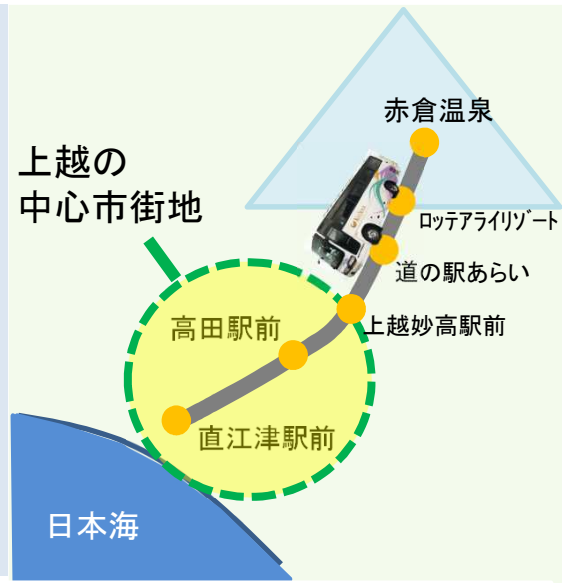 赤倉温泉
上越の
中心市街地
ロッテアライリゾート
道の駅あらい
上越妙高駅前
高田駅前
直江津駅前
日本海